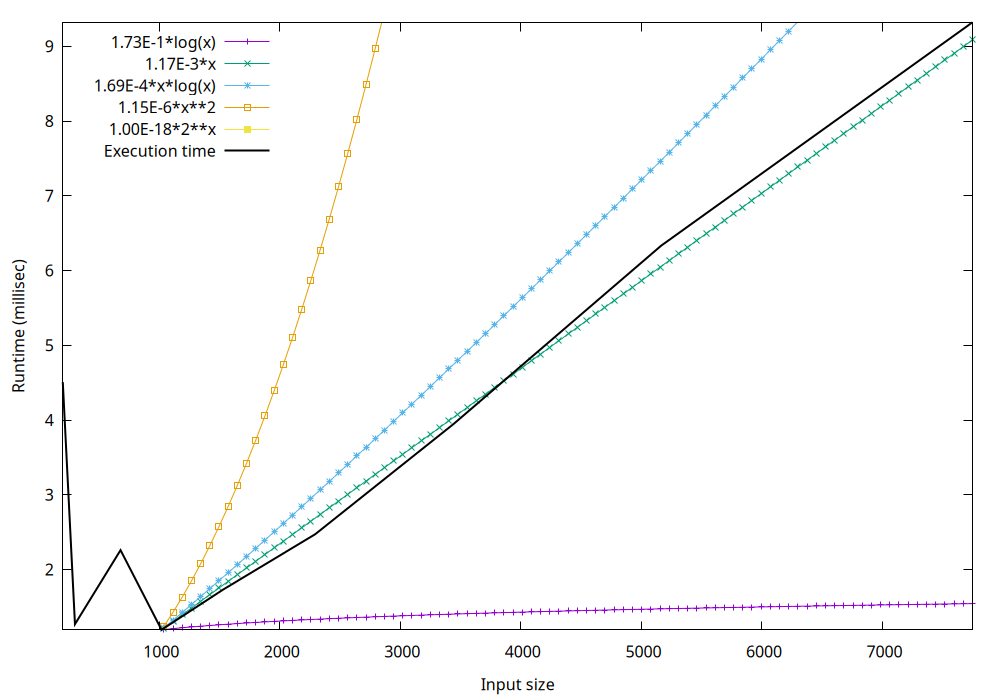 9
8
7
6
5
4
3
2
1000
2000
3000
4000
5000
6000
7000
Runtime (millisec)
Input size
1.73E-1*log(x)
1.17E-3*x
1.69E-4*x*log(x)
1.15E-6*x**2
1.00E-18*2**x
Execution time